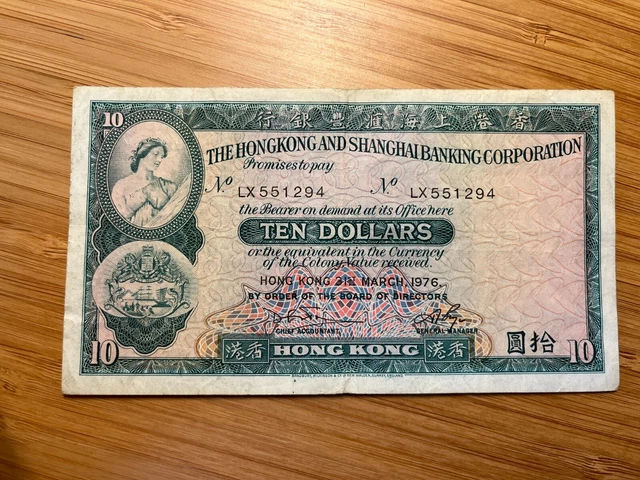 香港上海滙豐銀行
10
THE HONGKONG AND SHANGHAI BANKING CORPORATION
Promises to pay
Nº LX551294 Nº LX551294
the Bearer on demand at its Office here
TEN DOLLARS
or the equivalent in the Currency
of the Colony Value received.
HONG KONG 31ST MARCH, 1976.
BY ORDER OF THE BOARD OF DIRECTORS
CHIEF ACCOUNTANT GENERAL MANAGER
10 香港 HONG KONG 香港 拾圓 10